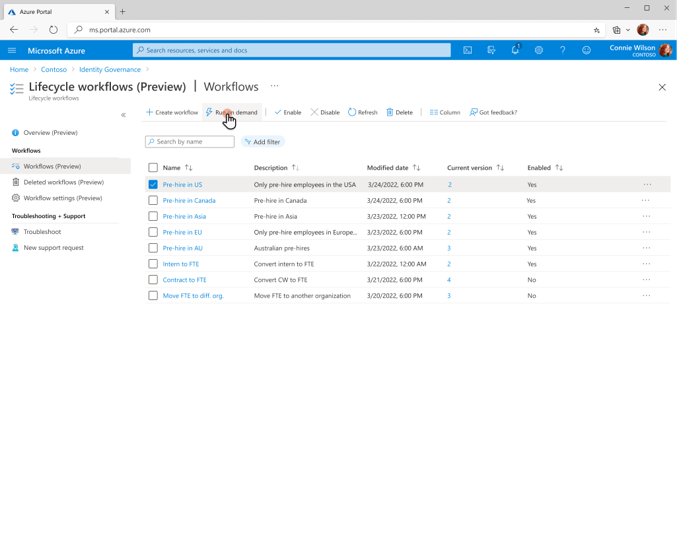 Azure Portal
ms.portal.azure.com
Microsoft Azure
Search resources, services and docs
1
Connie Wilson
CONTOSO
Home > Contoso > Identity Governance >
Lifecycle workflows (Preview) | Workflows ...
Lifecycle workflows
Create workflow
Run on demand
Enable
Disable
Refresh
Delete
Column
Got feedback?
Overview (Preview)
Workflows
Workflows (Preview)
Deleted workflows (Preview)
Workflow settings (Preview)
Troubleshooting + Support
Troubleshoot
New support request
Search by name
Add filter
Name Description Modified date Current version Enabled
Pre-hire in US Only pre-hire employees in the USA 3/24/2022, 6:00 PM 2 Yes ...
Pre-hire in Canada Pre-hire in Canada 3/24/2022, 6:00 PM 2 Yes ...
Pre-hire in Asia Pre-hire in Asia 3/23/2022, 12:00 PM 2 Yes ...
Pre-hire in EU Only pre-hire employees in Europe... 3/23/2022, 6:00 PM 2 Yes ...
Pre-hire in AU Australian pre-hires 3/23/2022, 6:00 AM 3 Yes ...
Intern to FTE Convert intern to FTE 3/22/2022, 12:00 AM 2 Yes ...
Contract to FTE Convert CW to FTE 3/21/2022, 6:00 PM 4 No ...
Move FTE to diff. org. Move FTE to another organization 3/20/2022, 6:00 PM 3 No ...